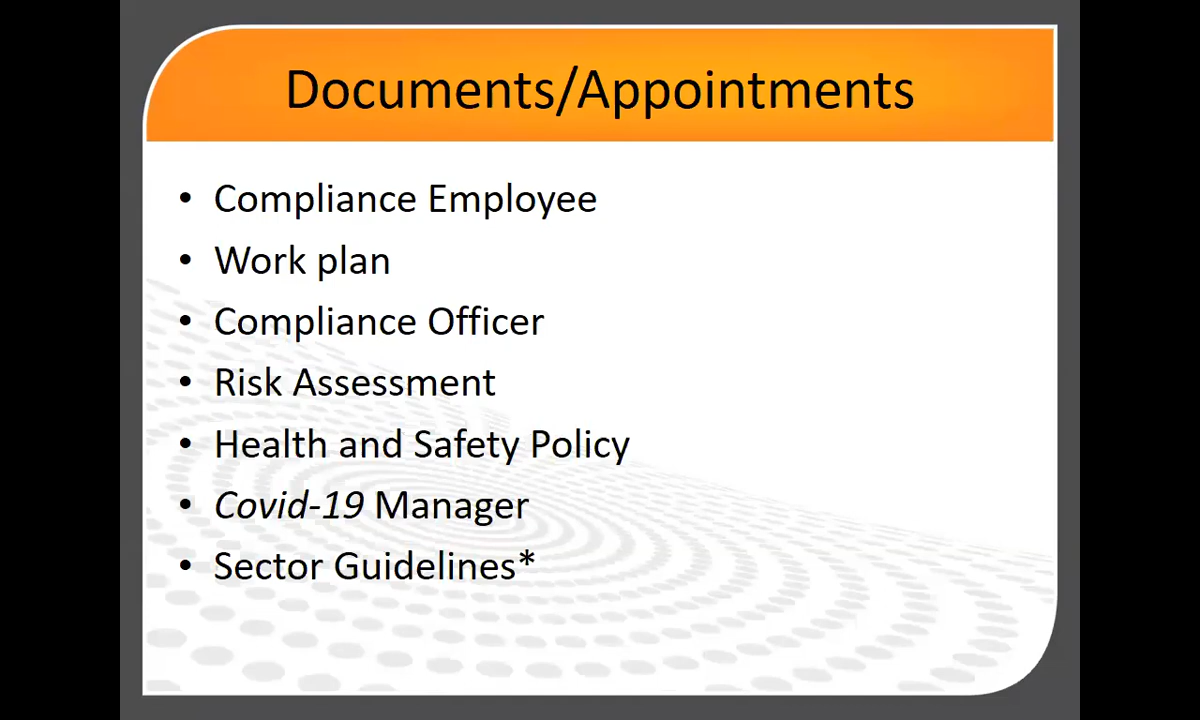 Documents/Appointments
• Compliance Employee
• Work plan
• Compliance Officer
• Risk Assessment
• Health and Safety Policy
• Covid-19 Manager
• Sector Guidelines*